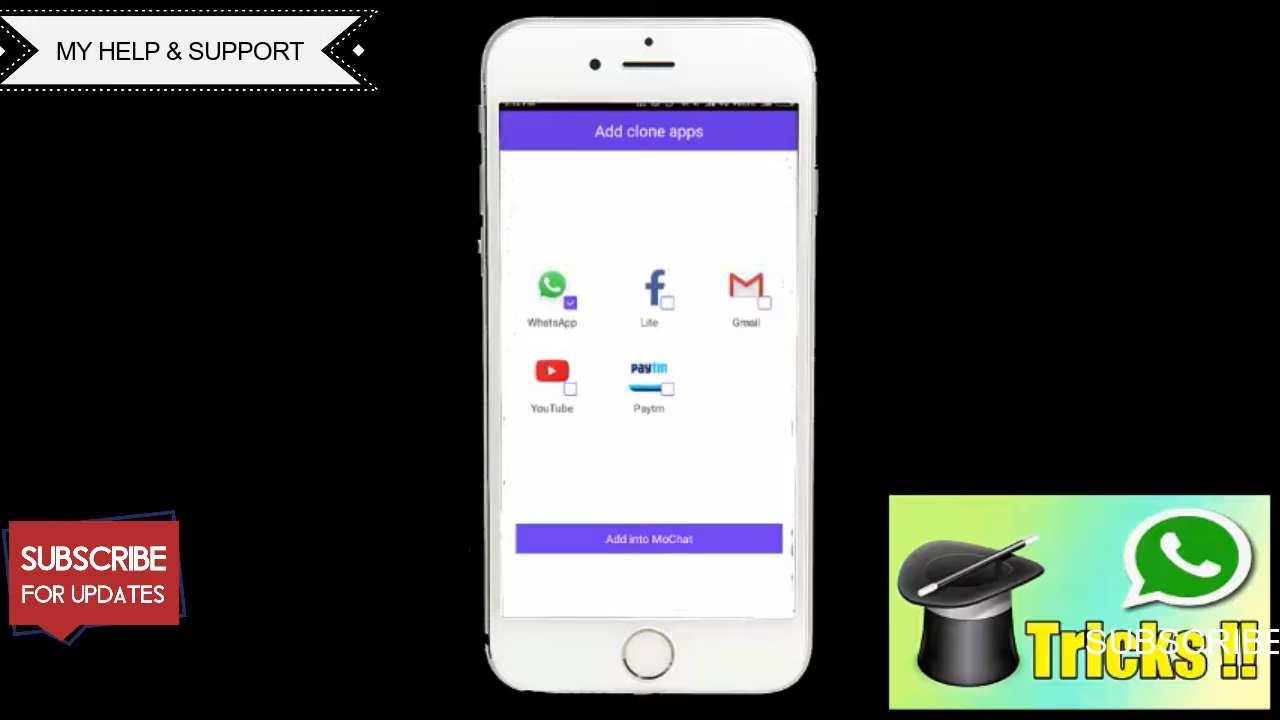 MY HELP & SUPPORT
Add clone apps
WhatsApp
Lite
Gmail
YouTube
Paytm
Paytm
Add into MoChat
SUBSCRIBE
FOR UPDATES
Tricks !!
SUBSCRIBE